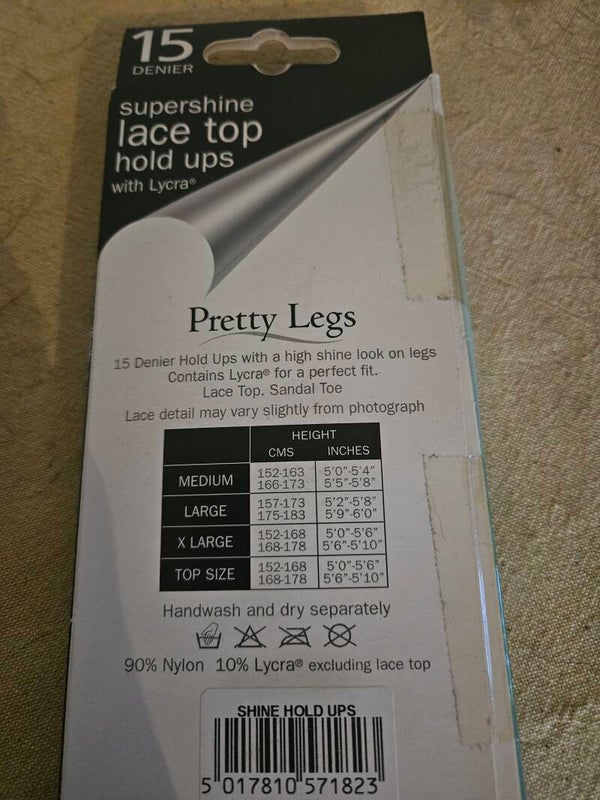 15
DENIER
supershine
lace top
hold ups
with Lycra®
Pretty Legs
15 Denier Hold Ups with a high shine look on legs
Contains Lycra® for a perfect fit.
Lace Top. Sandal Toe
Lace detail may vary slightly from photograph
HEIGHT
CMS INCHES
MEDIUM 152-163 5'0"-5'4"
166-173 5'5"-5'8"
LARGE 157-173 5'2"-5'8"
175-183 5'9"-6'0"
X LARGE 152-168 5'0"-5'6"
168-178 5'6"-5'10"
TOP SIZE 152-168 5'0"-5'6"
168-178 5'6"-5'10"
Handwash and dry separately
90% Nylon 10% Lycra® excluding lace top
SHINE HOLD UPS
5 017810 571823